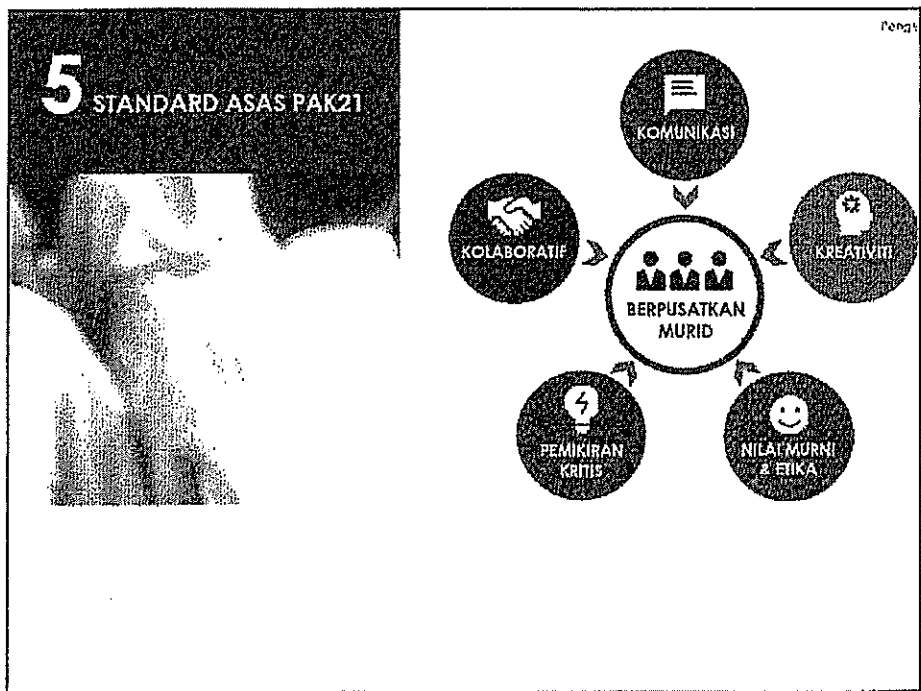 5 STANDARD ASAS PAK21
KOMUNIKASI
KOLABORATIF
KREATIVITI
BERPUSATKAN
MURID
PEMIKIRAN
KRITIS
NILAI MURNI
& ETIKA